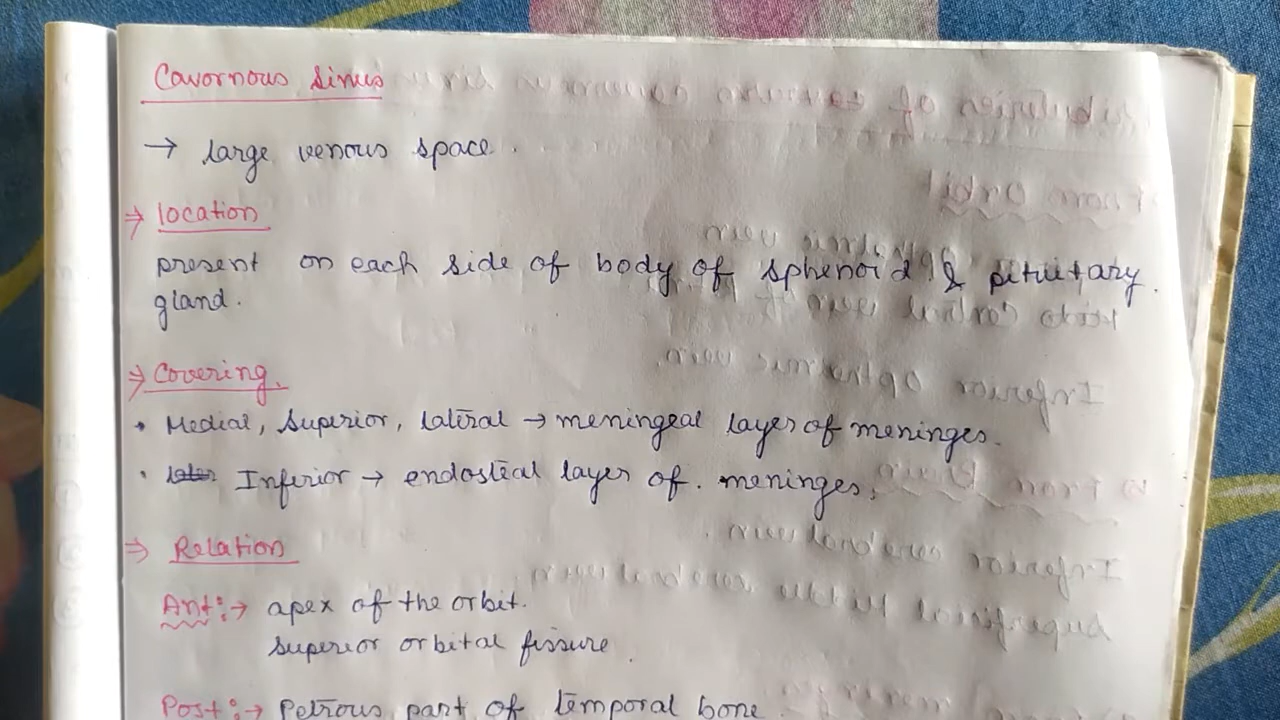 Cavornous sinus
→ large venous space.
⇒ location
present on each side of body of sphenoid & pituitary
gland.
⇒ Covering.
• Medial, Superior, lateral → meningeal layer of meninges.
• Inferior → endosteal layer of. meninges,
⇒ Relation
Ant:→ apex of the orbit.
superior orbital fissure.
Post:→ Petrous part of temporal bone